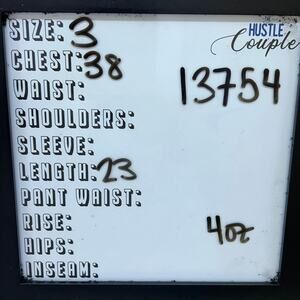 SIZE: 3
HUSTLE
Couple
CHEST: 38
WAIST:
13754
SHOULDERS:
SLEEVE:
LENGTH: 23
PANT WAIST:
RISE:
4oz
HIPS:
INSEAM: